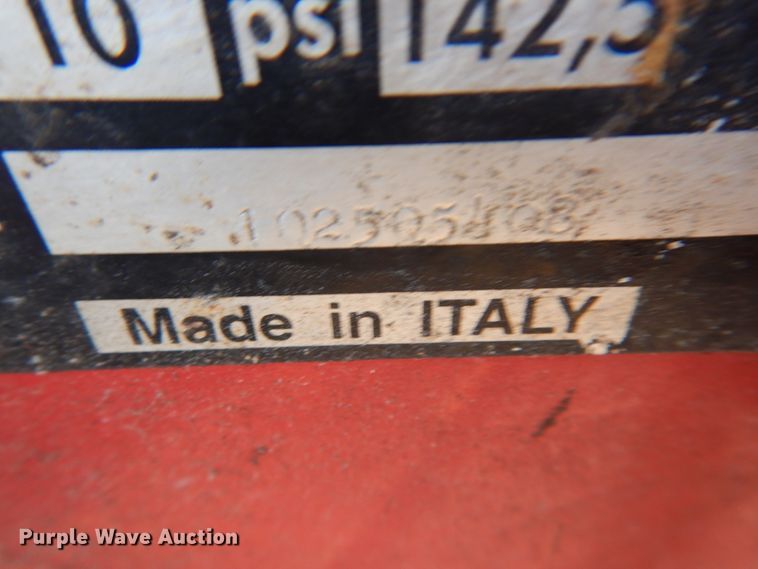 10 psi 142,5
Made in ITALY
Purple Wave Auction